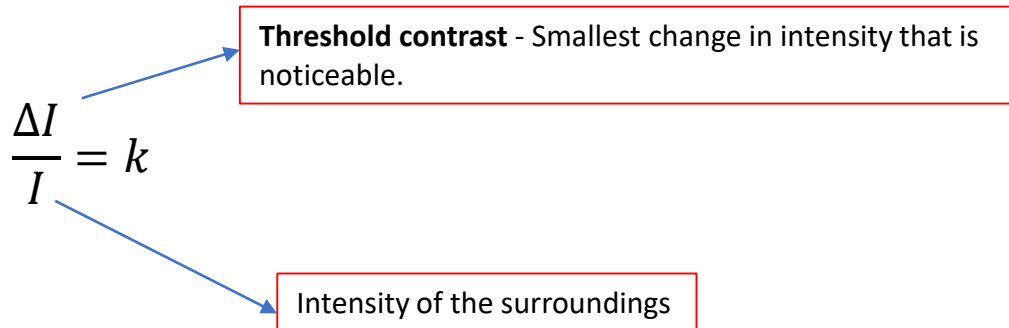 Threshold contrast - Smallest change in intensity that is
noticeable.
ΔI
I
= k
Intensity of the surroundings